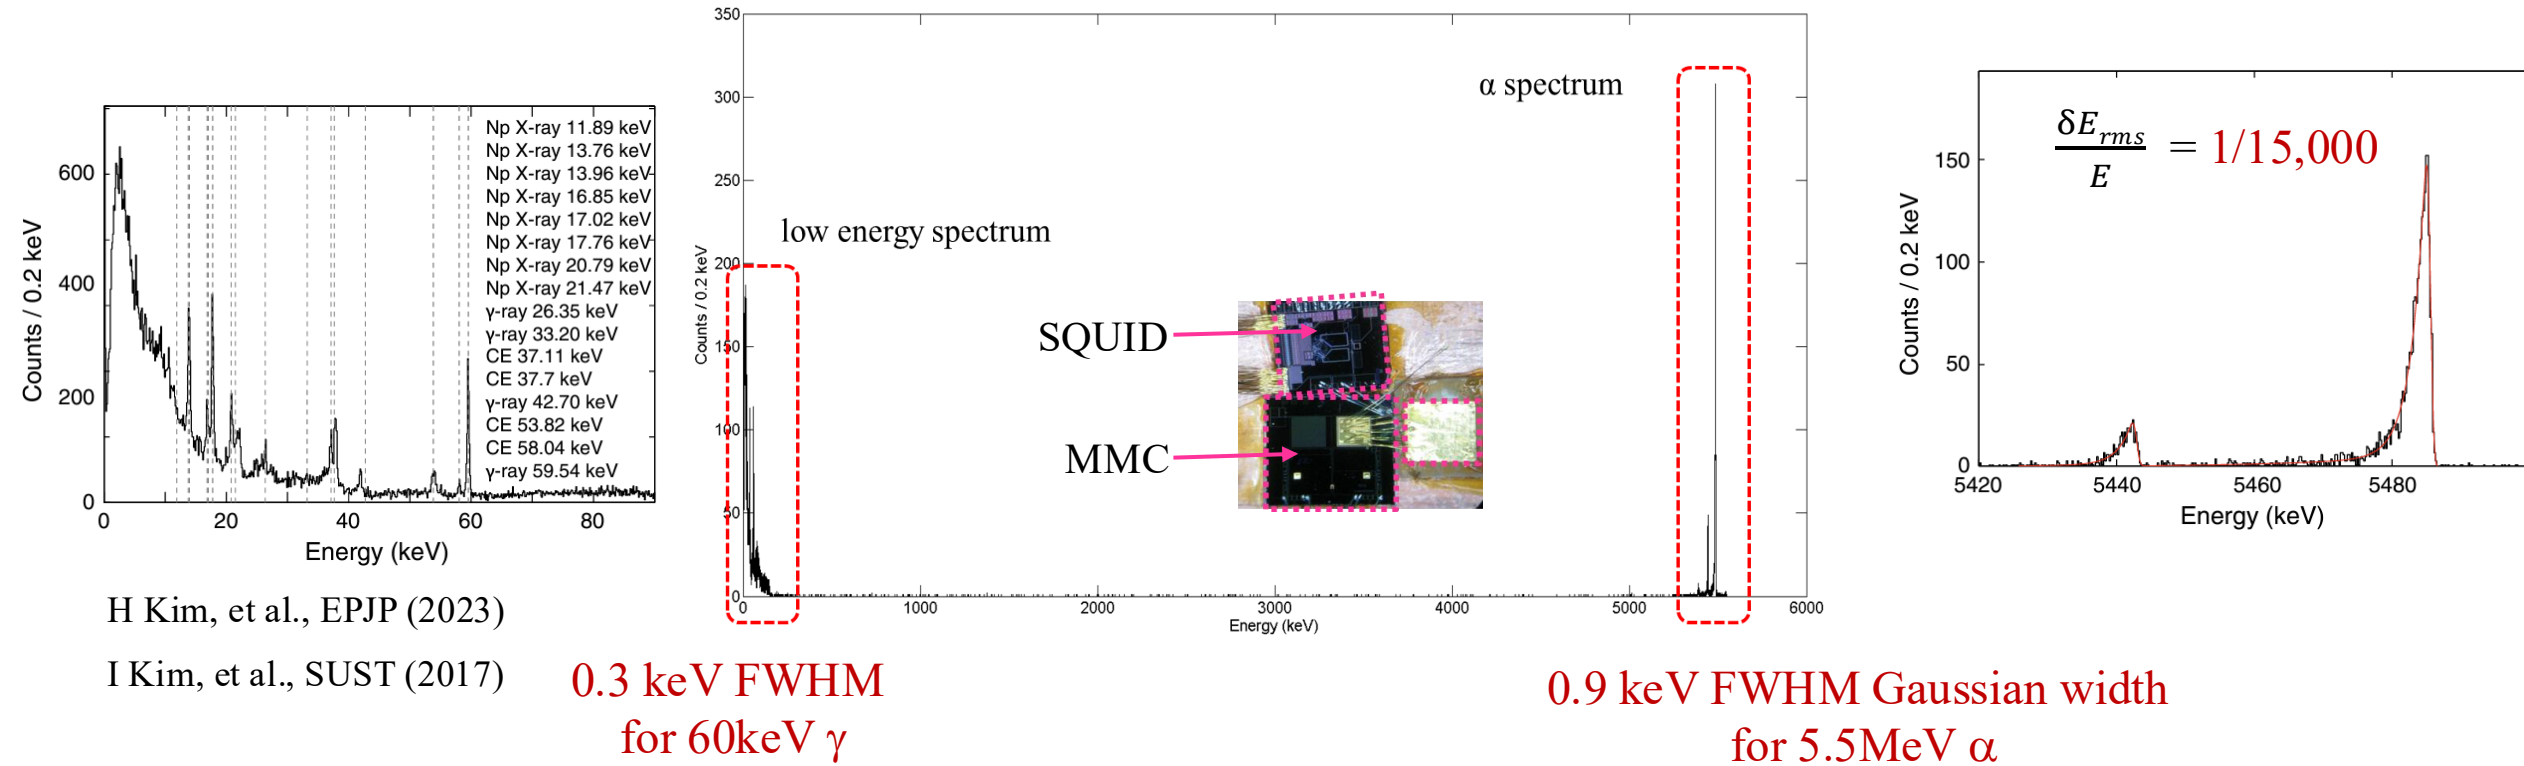 600
400
200
0
0
20
40
60
80
Counts / 0.2 keV
Energy (keV)
Np X-ray 11.89 keV
Np X-ray 13.76 keV
Np X-ray 13.96 keV
Np X-ray 16.85 keV
Np X-ray 17.02 keV
Np X-ray 17.76 keV
Np X-ray 20.79 keV
Np X-ray 21.47 keV
γ-ray 26.35 keV
γ-ray 33.20 keV
CE 37.11 keV
CE 37.7 keV
γ-ray 42.70 keV
CE 53.82 keV
CE 58.04 keV
γ-ray 59.54 keV
H Kim, et al., EPJP (2023)
I Kim, et al., SUST (2017)
350
300
250
200
150
100
50
0
0
1000
2000
3000
4000
5000
6000
Counts / 0.2 keV
Energy (keV)
α spectrum
low energy spectrum
SQUID
MMC
0.3 keV FWHM
for 60keV γ
150
100
50
0
5420
5440
5460
5480
Counts / 0.2 keV
Energy (keV)
δE_rms/E = 1/15,000
0.9 keV FWHM Gaussian width
for 5.5MeV α